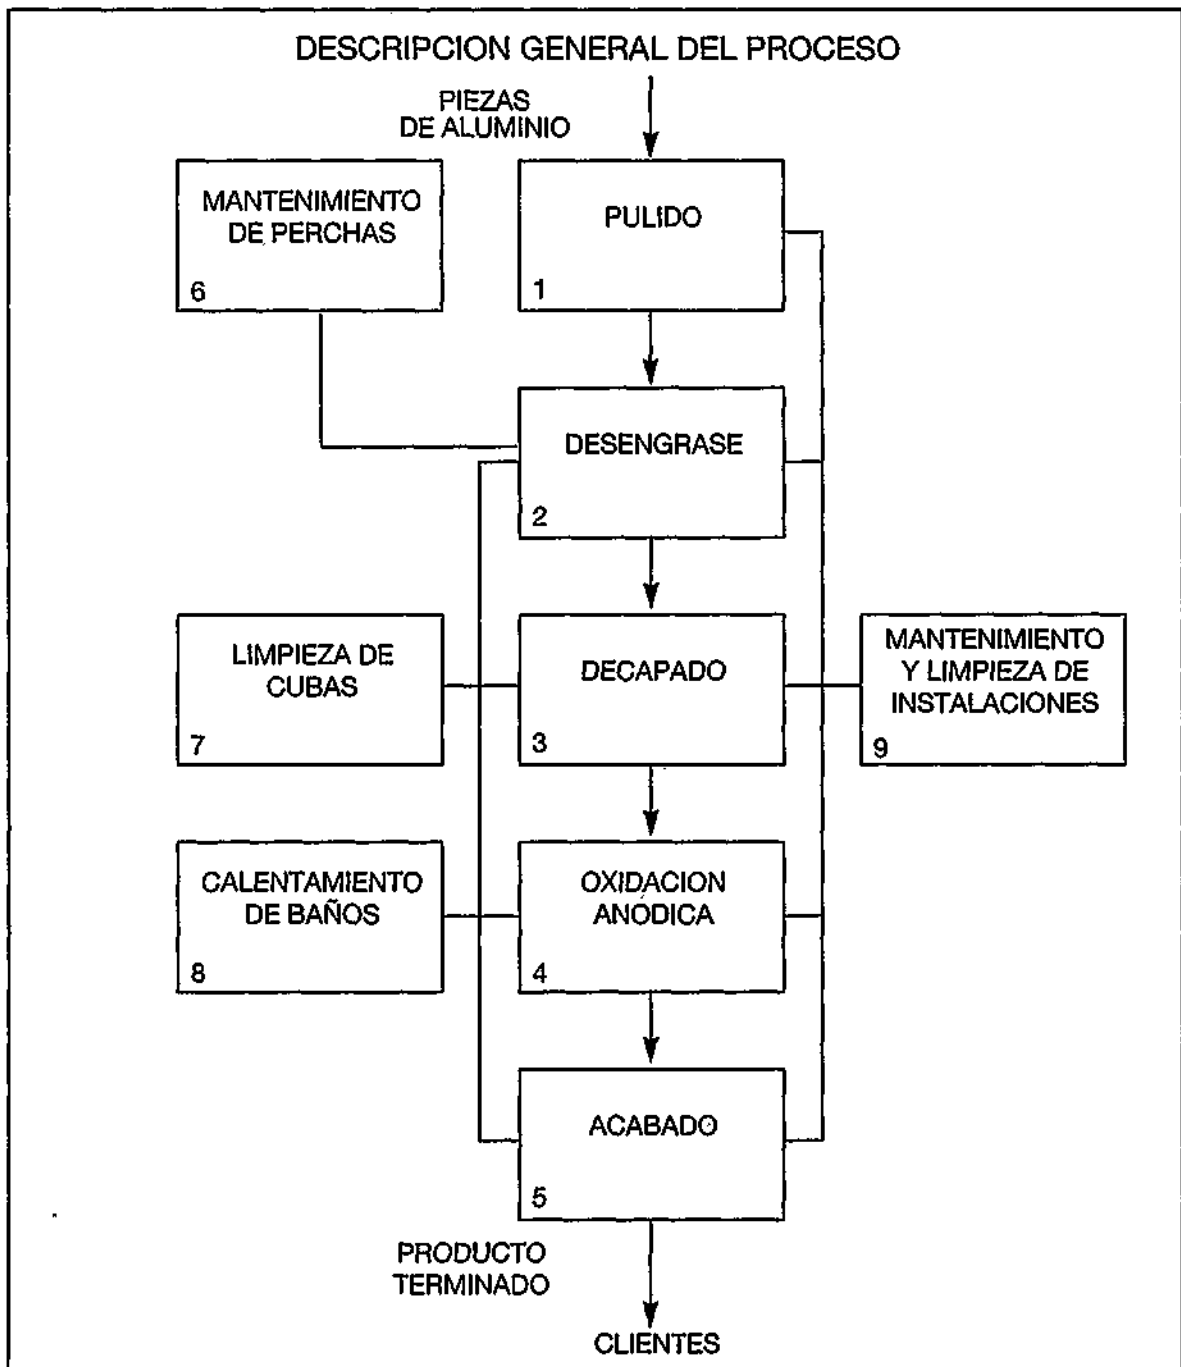 DESCRIPCION GENERAL DEL PROCESO
PIEZAS
DE ALUMINIO
MANTENIMIENTO
DE PERCHAS
6
PULIDO
1
DESENGRASE
2
LIMPIEZA DE
CUBAS
7
DECAPADO
3
MANTENIMIENTO
Y LIMPIEZA DE
INSTALACIONES
9
CALENTAMIENTO
DE BAÑOS
8
OXIDACION
ANÓDICA
4
ACABADO
5
PRODUCTO
TERMINADO
CLIENTES